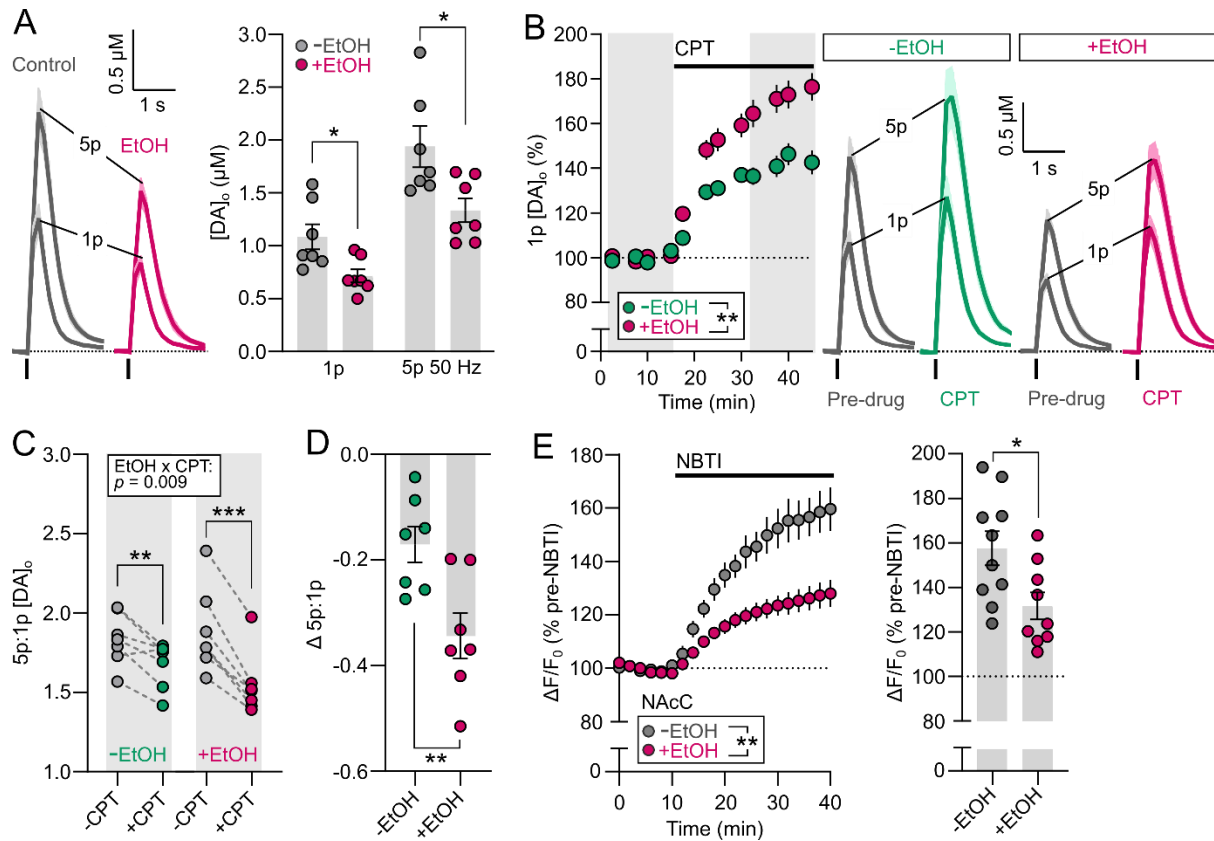 A
0.5 µM
1 s
Control
5p
EtOH
1p
[DA]ₒ (µM)
3.0
2.5
2.0
1.5
1.0
0.5
0.0
-EtOH
+EtOH
*
*
1p
5p 50 Hz
B
1p [DA]ₒ (%)
200
180
160
140
120
100
80
0
CPT
-EtOH
+EtOH
**
0
10
20
30
40
Time (min)
-EtOH
+EtOH
5p
1p
0.5 µM
1 s
5p
1p
Pre-drug
CPT
Pre-drug
CPT
C
5p:1p [DA]ₒ
3.0
2.5
2.0
1.5
1.0
EtOH x CPT:
p = 0.009
**
***
-EtOH
+EtOH
-CPT
+CPT
-CPT
+CPT
D
Δ 5p:1p
0.0
-0.2
-0.4
-0.6
**
-EtOH
+EtOH
E
ΔF/F₀ (% pre-NBTI)
200
180
160
140
120
100
80
0
NBTI
NAcC
-EtOH
+EtOH
**
0
10
20
30
40
Time (min)
ΔF/F₀ (% pre-NBTI)
200
180
160
140
120
100
80
0
*
-EtOH
+EtOH